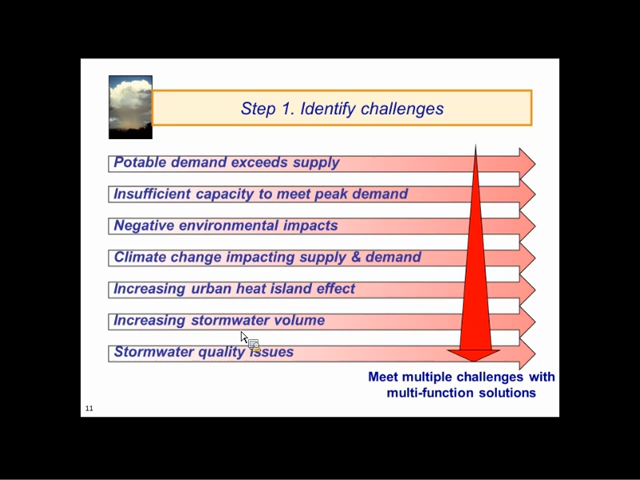 Step 1. Identify challenges
Potable demand exceeds supply
Insufficient capacity to meet peak demand
Negative environmental impacts
Climate change impacting supply & demand
Increasing urban heat island effect
Increasing stormwater volume
Stormwater quality issues
Meet multiple challenges with
multi-function solutions
11